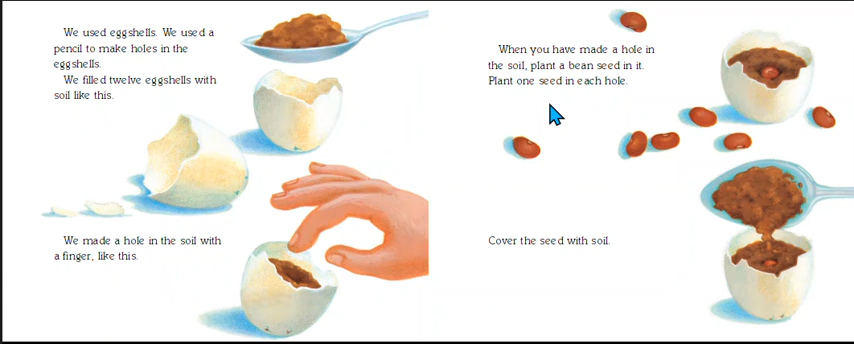 We used eggshells. We used a
pencil to make holes in the
eggshells.
We filled twelve eggshells with
soil like this.
We made a hole in the soil with
a finger, like this.
When you have made a hole in
the soil, plant a bean seed in it.
Plant one seed in each hole.
Cover the seed with soil.